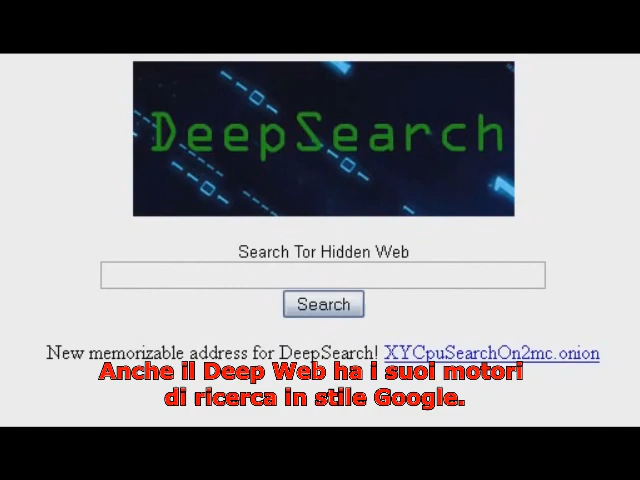 DeepSearch
Search Tor Hidden Web
Search
New memorizable address for DeepSearch! XYCpuSearchOn2mc.onion
Anche il Deep Web ha i suoi motori
di ricerca in stile Google.